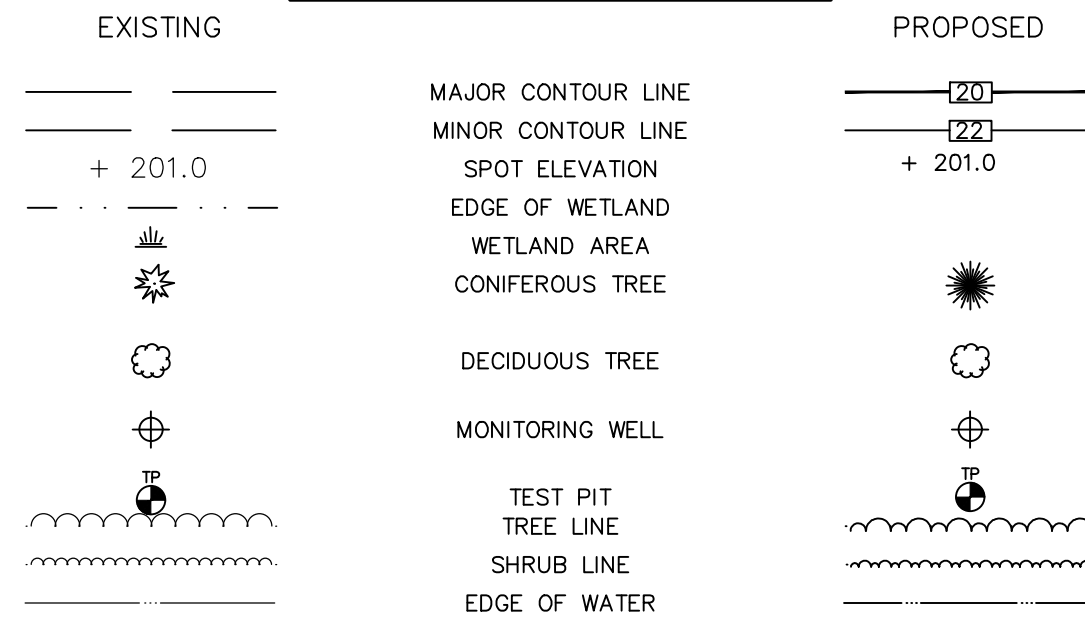 EXISTING PROPOSED
MAJOR CONTOUR LINE 20
MINOR CONTOUR LINE 22
+ 201.0 SPOT ELEVATION + 201.0
EDGE OF WETLAND
WETLAND AREA
CONIFEROUS TREE
DECIDUOUS TREE
MONITORING WELL
TP TP
TEST PIT
TREE LINE
SHRUB LINE
EDGE OF WATER